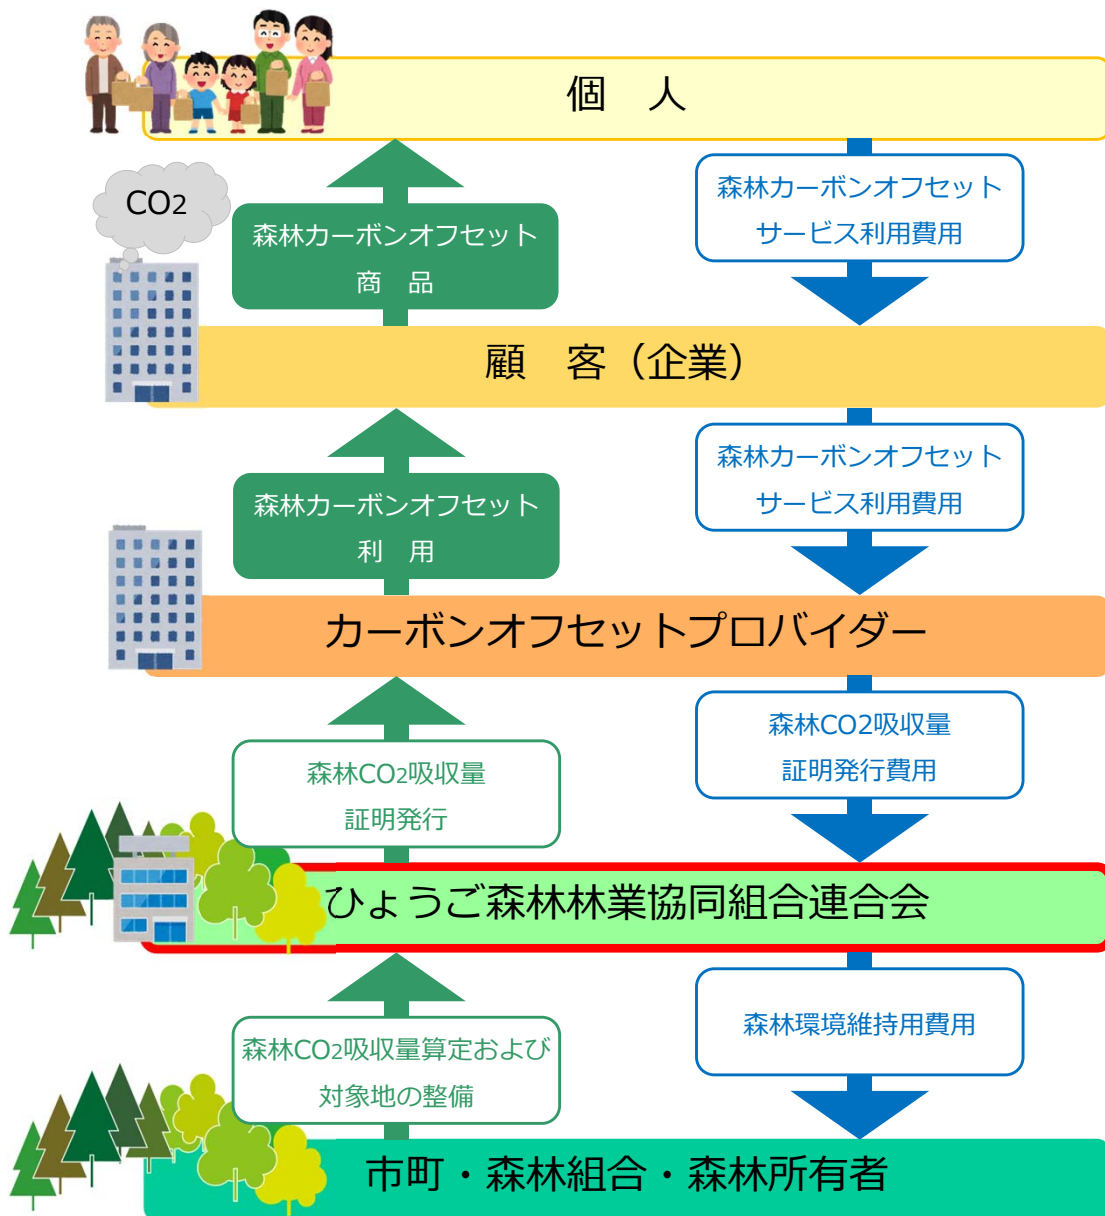 個　人
CO2
森林カーボンオフセット
商　品
森林カーボンオフセット
サービス利用費用
顧　客（企業）
森林カーボンオフセット
利　用
森林カーボンオフセット
サービス利用費用
カーボンオフセットプロバイダー
森林CO2吸収量
証明発行
森林CO2吸収量
証明発行費用
ひょうご森林林業協同組合連合会
森林CO2吸収量算定および
対象地の整備
森林環境維持用費用
市町・森林組合・森林所有者